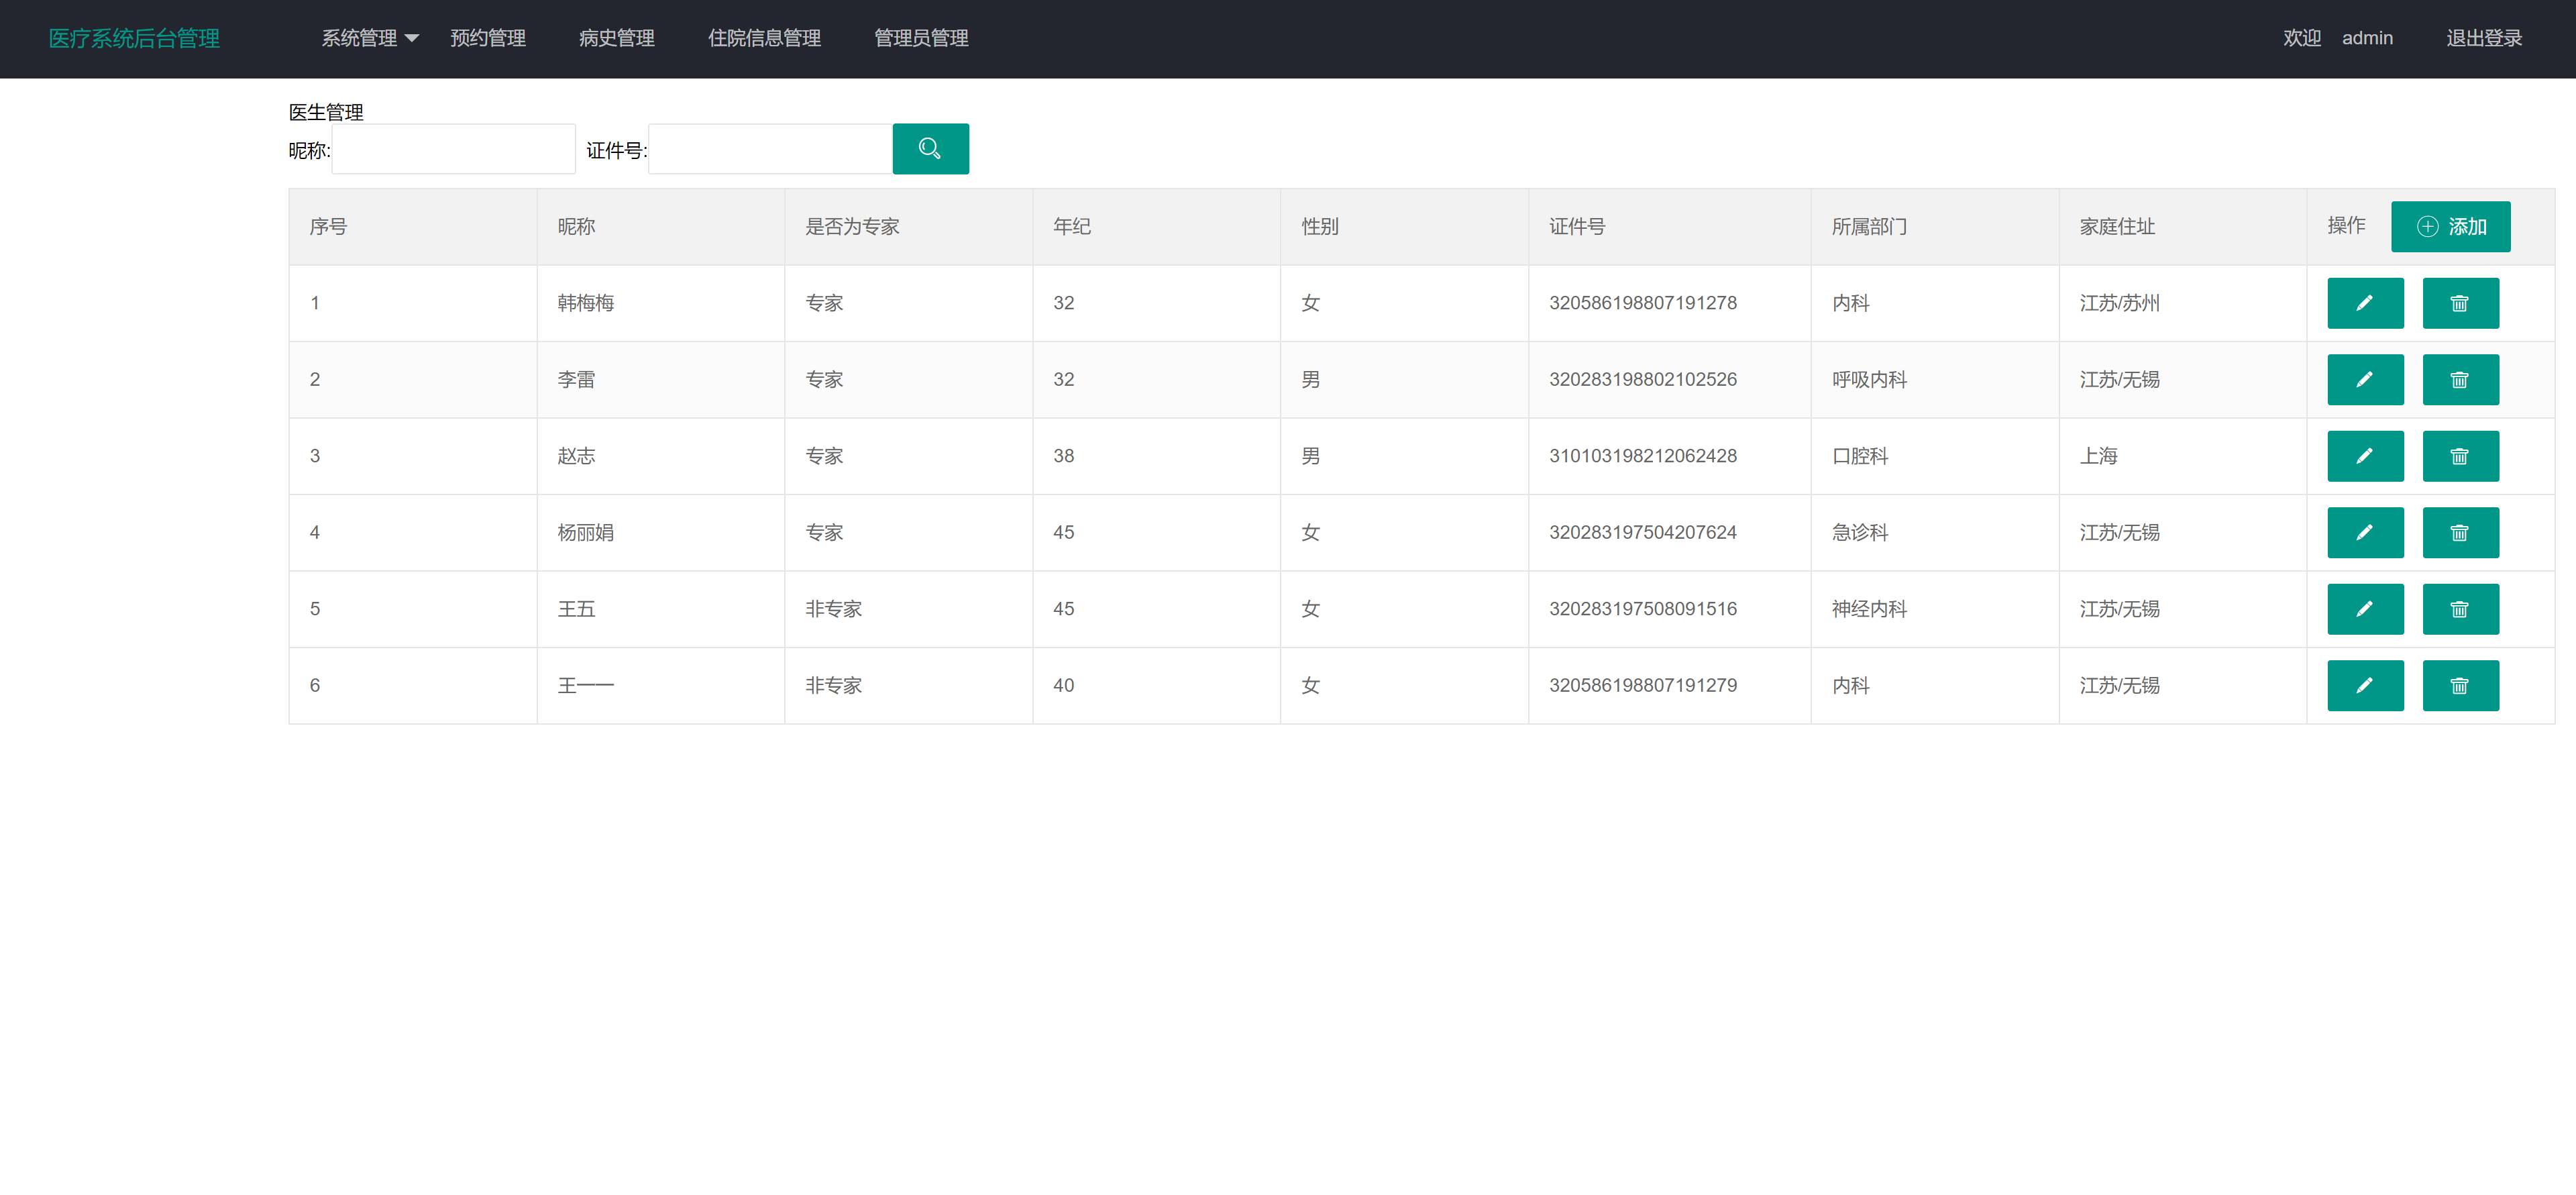 医疗系统后台管理 系统管理 预约管理 病史管理 住院信息管理 管理员管理 欢迎 admin 退出登录
医生管理
昵称: 证件号:
序号 昵称 是否为专家 年纪 性别 证件号 所属部门 家庭住址 操作 添加
1 韩梅梅 专家 32 女 320586198807191278 内科 江苏/苏州
2 李雷 专家 32 男 320283198802102526 呼吸内科 江苏/无锡
3 赵志 专家 38 男 310103198212062428 口腔科 上海
4 杨丽娟 专家 45 女 320283197504207624 急诊科 江苏/无锡
5 王五 非专家 45 女 320283197508091516 神经内科 江苏/无锡
6 王一一 非专家 40 女 320586198807191279 内科 江苏/无锡